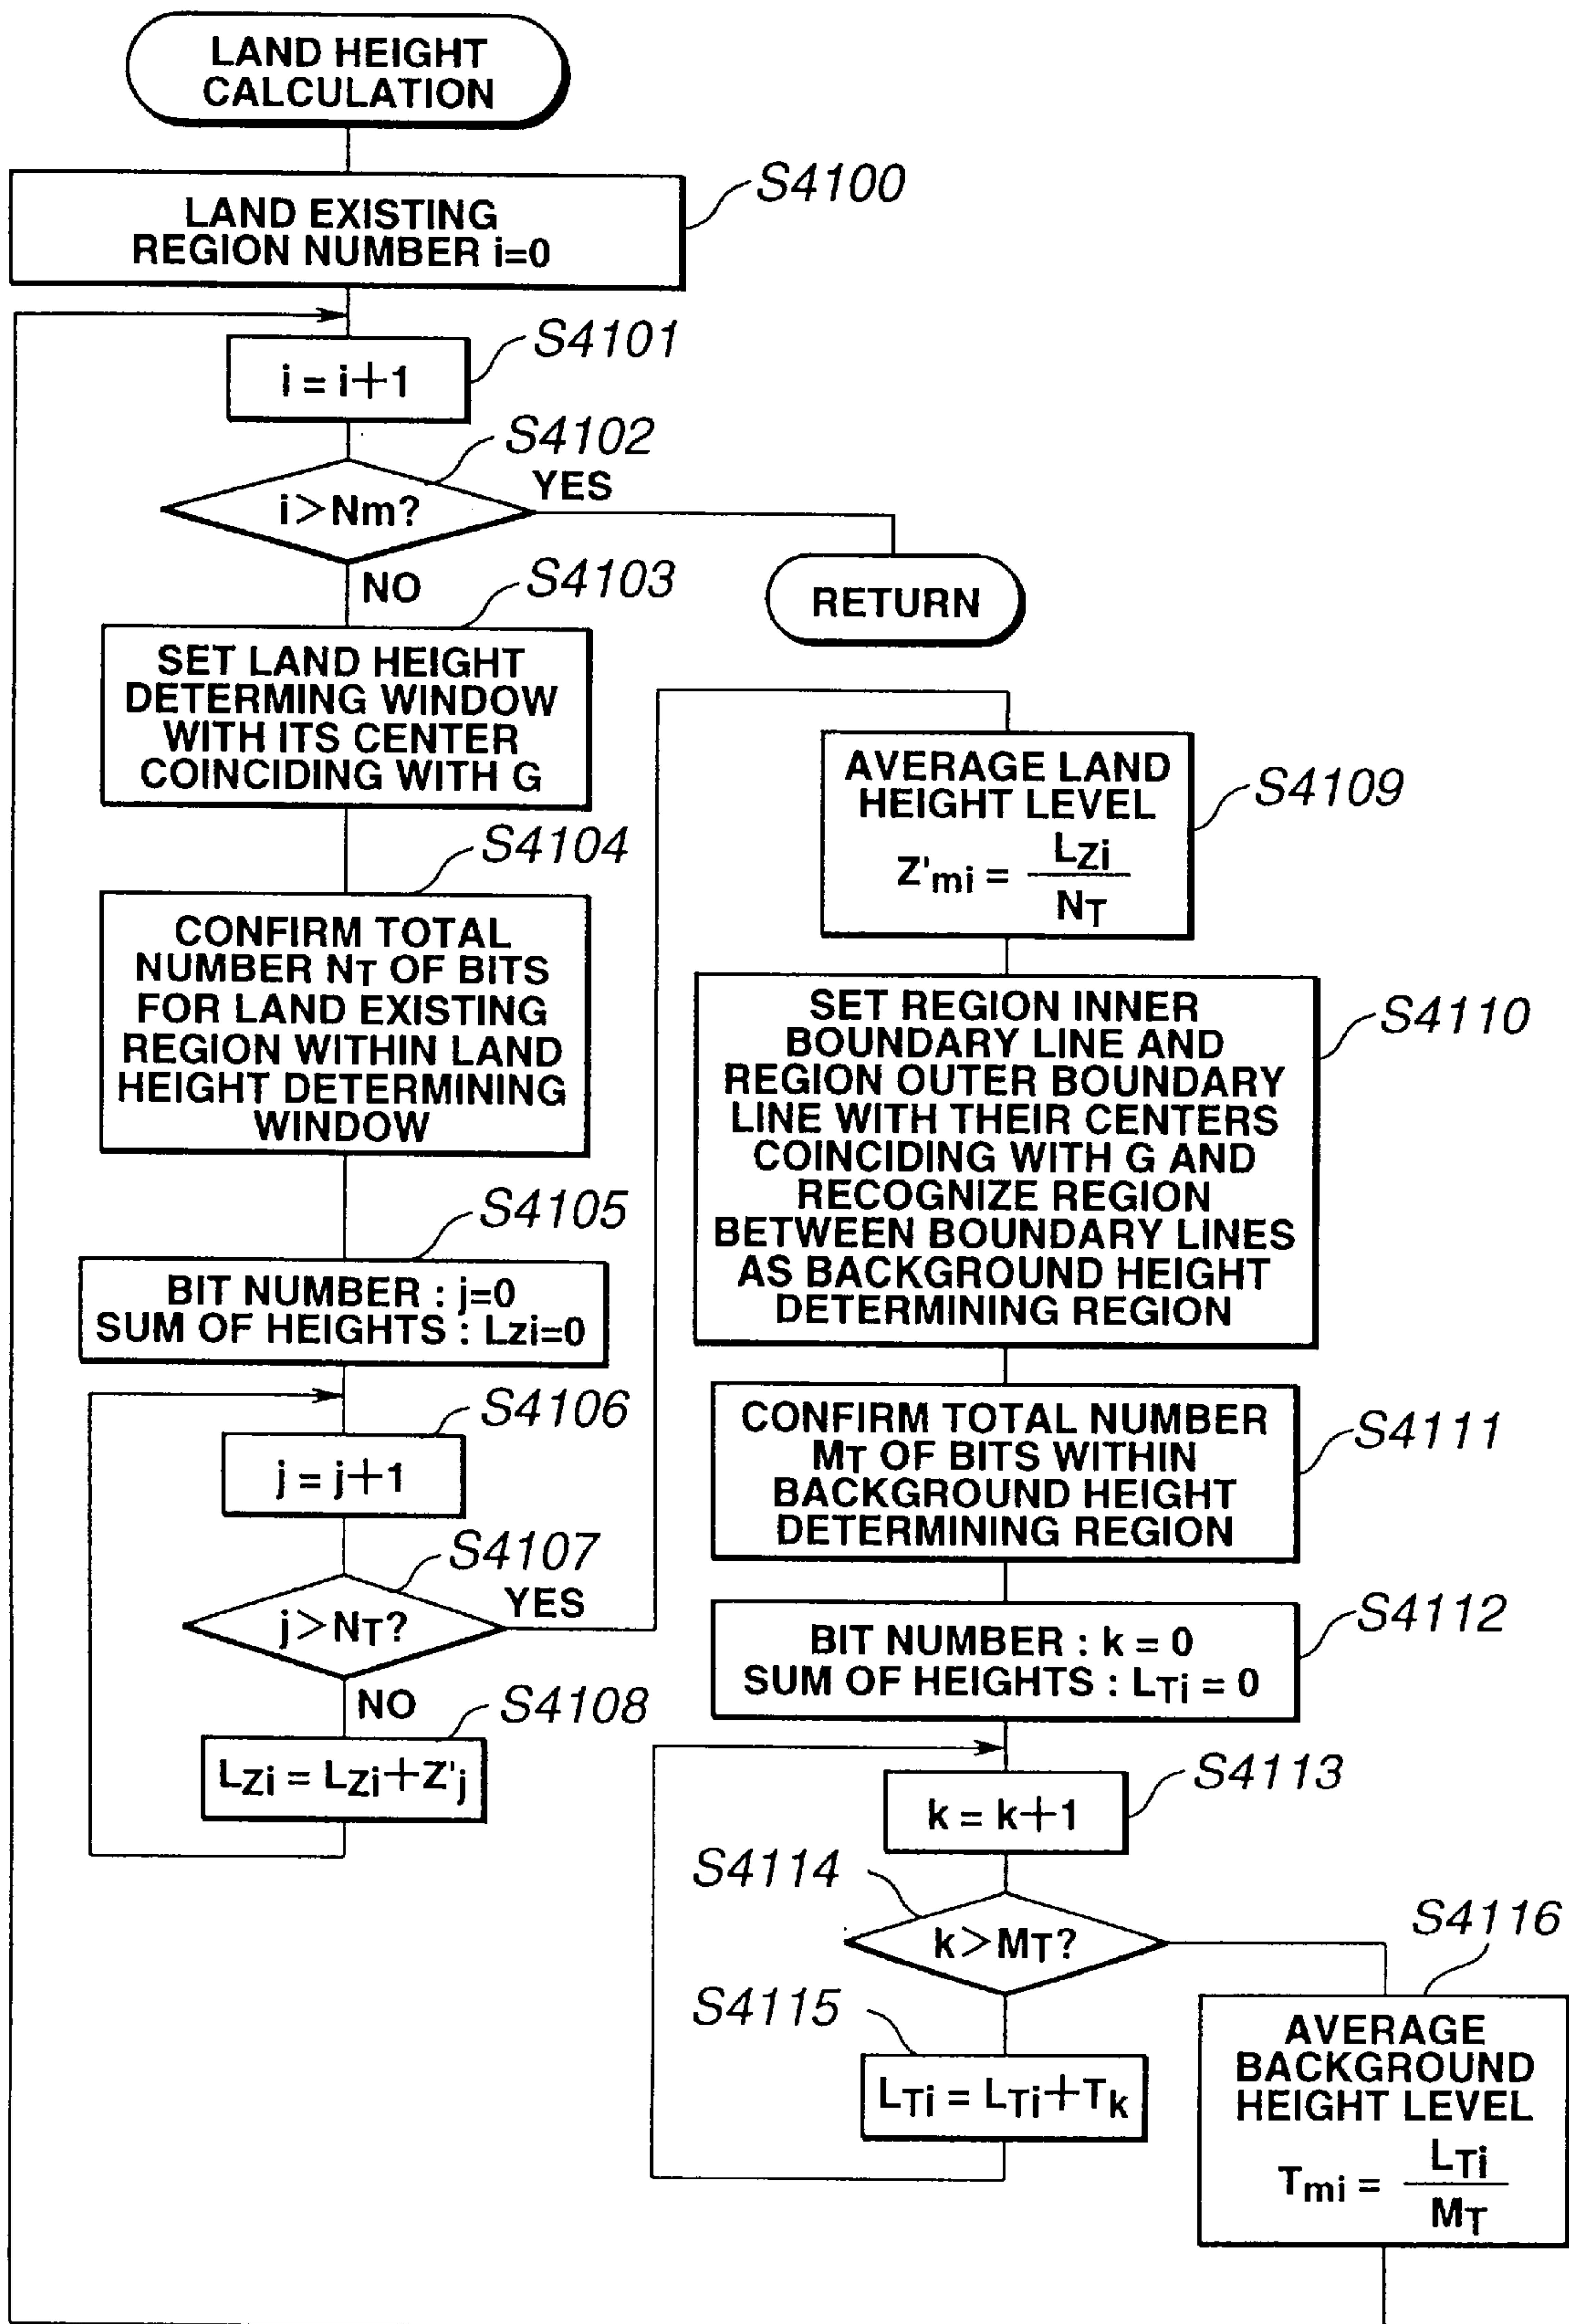 LAND HEIGHT
CALCULATION
S4100
LAND EXISTING
REGION NUMBER i=0
S4101
i = i+1
S4102
i>Nm?
YES
NO
RETURN
S4103
SET LAND HEIGHT
DETERMING WINDOW
WITH ITS CENTER
COINCIDING WITH G
S4104
CONFIRM TOTAL
NUMBER NT OF BITS
FOR LAND EXISTING
REGION WITHIN LAND
HEIGHT DETERMINING
WINDOW
S4105
BIT NUMBER : j=0
SUM OF HEIGHTS : Lzi=0
S4106
j = j+1
S4107
j>NT?
YES
NO
S4108
LZi = LZi+Z'j
S4109
AVERAGE LAND
HEIGHT LEVEL
Z'mi = LZi
NT
S4110
SET REGION INNER
BOUNDARY LINE AND
REGION OUTER BOUNDARY
LINE WITH THEIR CENTERS
COINCIDING WITH G AND
RECOGNIZE REGION
BETWEEN BOUNDARY LINES
AS BACKGROUND HEIGHT
DETERMINING REGION
S4111
CONFIRM TOTAL NUMBER
MT OF BITS WITHIN
BACKGROUND HEIGHT
DETERMINING REGION
S4112
BIT NUMBER : k = 0
SUM OF HEIGHTS : LTi = 0
S4113
k = k+1
S4114
k>MT?
S4115
LTi = LTi+Tk
S4116
AVERAGE
BACKGROUND
HEIGHT LEVEL
Tmi = LTi
MT